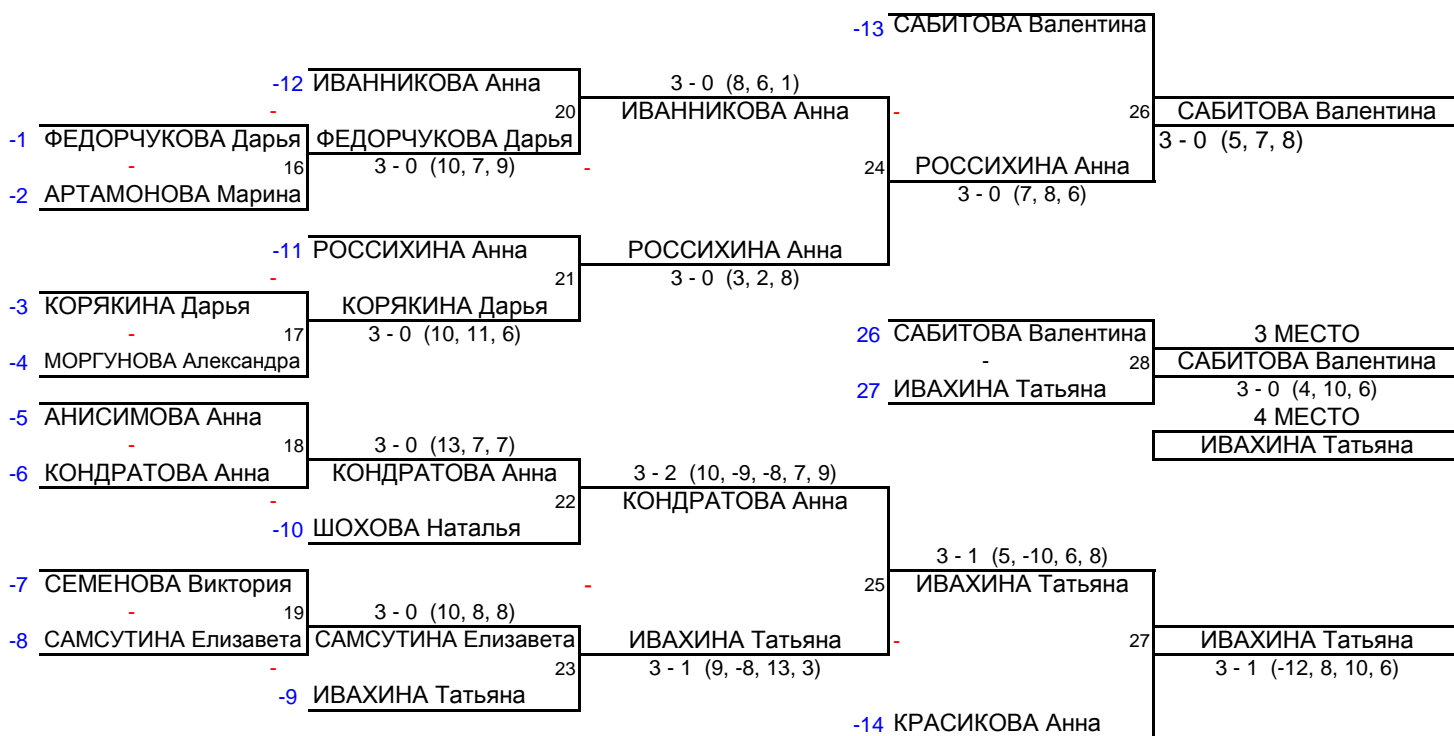 -13 САБИТОВА Валентина
-12 ИВАННИКОВА Анна 3 - 0 (8, 6, 1)
- 20 ИВАННИКОВА Анна - 26 САБИТОВА Валентина
-1 ФЕДОРЧУКОВА Дарья ФЕДОРЧУКОВА Дарья 3 - 0 (5, 7, 8)
- 16 3 - 0 (10, 7, 9) - 24 РОССИХИНА Анна
-2 АРТАМОНОВА Марина 3 - 0 (7, 8, 6)
-11 РОССИХИНА Анна РОССИХИНА Анна
- 21 3 - 0 (3, 2, 8)
-3 КОРЯКИНА Дарья КОРЯКИНА Дарья
- 17 3 - 0 (10, 11, 6) 26 САБИТОВА Валентина 3 МЕСТО
-4 МОРГУНОВА Александра - 28 САБИТОВА Валентина
27 ИВАХИНА Татьяна 3 - 0 (4, 10, 6)
-5 АНИСИМОВА Анна 4 МЕСТО
- 18 3 - 0 (13, 7, 7) ИВАХИНА Татьяна
-6 КОНДРАТОВА Анна КОНДРАТОВА Анна 3 - 2 (10, -9, -8, 7, 9)
- 22 КОНДРАТОВА Анна
-10 ШОХОВА Наталья
3 - 1 (5, -10, 6, 8)
-7 СЕМЕНОВА Виктория - 25 ИВАХИНА Татьяна
- 19 3 - 0 (10, 8, 8)
-8 САМСУТИНА Елизавета САМСУТИНА Елизавета ИВАХИНА Татьяна - 27 ИВАХИНА Татьяна
- 23 3 - 1 (9, -8, 13, 3) 3 - 1 (-12, 8, 10, 6)
-9 ИВАХИНА Татьяна
-14 КРАСИКОВА Анна